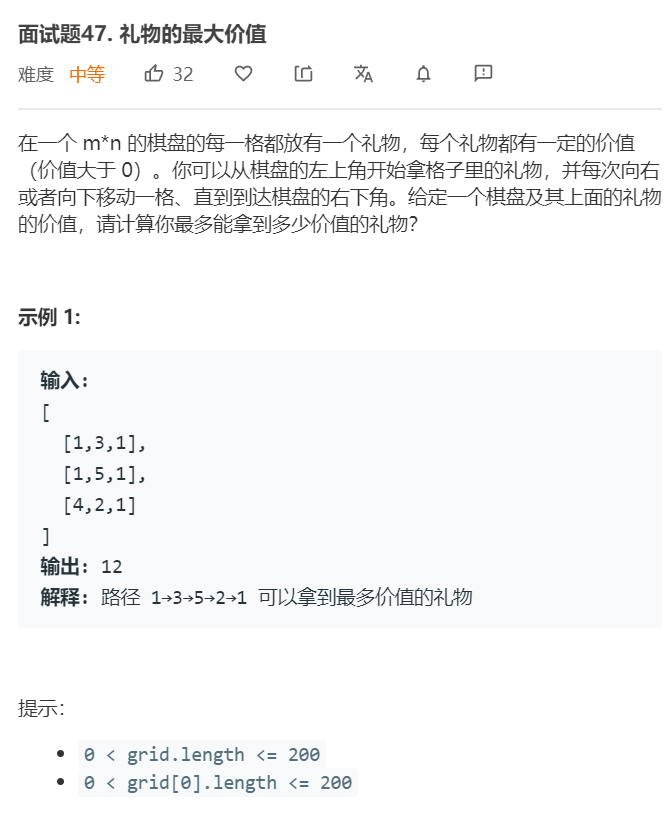 面试题47. 礼物的最大价值
难度 中等 32
在一个 m*n 的棋盘的每一格都放有一个礼物，每个礼物都有一定的价值
（价值大于 0）。你可以从棋盘的左上角开始拿格子里的礼物，并每次向右
或者向下移动一格、直到到达棋盘的右下角。给定一个棋盘及其上面的礼物
的价值，请计算你最多能拿到多少价值的礼物？
示例 1:
输入:
[
  [1,3,1],
  [1,5,1],
  [4,2,1]
]
输出: 12
解释: 路径 1→3→5→2→1 可以拿到最多价值的礼物
提示：
• 0 < grid.length <= 200
• 0 < grid[0].length <= 200